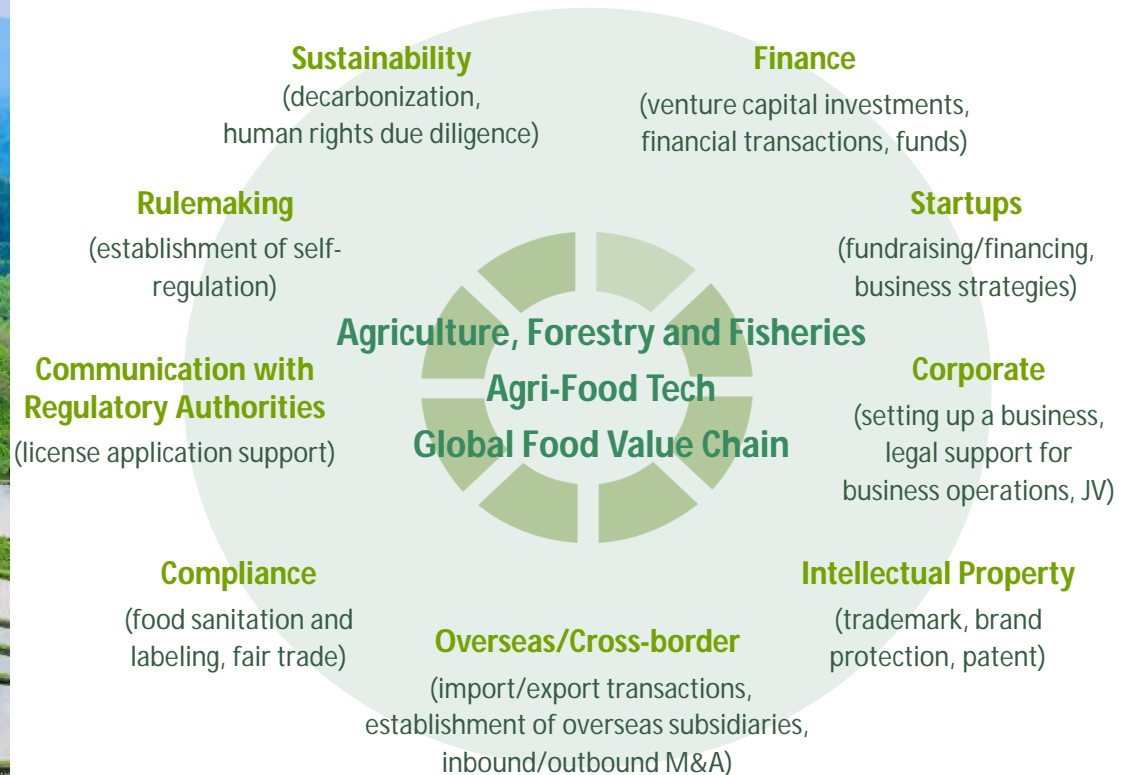 Sustainability
(decarbonization,
human rights due diligence)
Finance
(venture capital investments,
financial transactions, funds)
Rulemaking
(establishment of self-
regulation)
Startups
(fundraising/financing,
business strategies)
Agriculture, Forestry and Fisheries
Agri-Food Tech
Global Food Value Chain
Communication with
Regulatory Authorities
(license application support)
Corporate
(setting up a business,
legal support for
business operations, JV)
Compliance
(food sanitation and
labeling, fair trade)
Overseas/Cross-border
(import/export transactions,
establishment of overseas subsidiaries,
inbound/outbound M&A)
Intellectual Property
(trademark, brand
protection, patent)